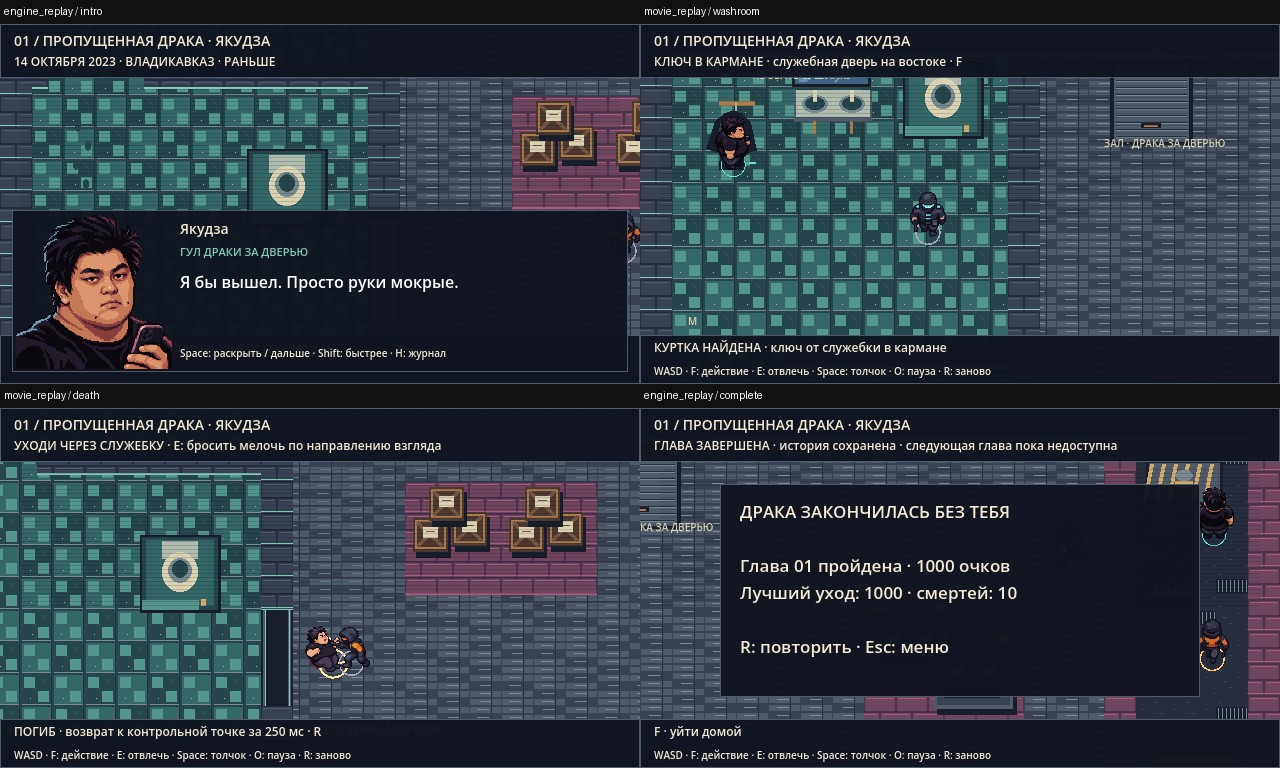 engine_replay / intro
01 / ПРОПУЩЕННАЯ ДРАКА · ЯКУДЗА
14 ОКТЯБРЯ 2023 · ВЛАДИКАВКАЗ · РАНЬШЕ
Якудза
ГУЛ ДРАКИ ЗА ДВЕРЬЮ
Я бы вышел. Просто руки мокрые.
Space: раскрыть / дальше · Shift: быстрее · H: журнал
movie_replay / washroom
01 / ПРОПУЩЕННАЯ ДРАКА · ЯКУДЗА
КЛЮЧ В КАРМАНЕ · служебная дверь на востоке · F
ЗАЛ · ДРАКА ЗА ДВЕРЬЮ
М
КУРТКА НАЙДЕНА · ключ от служебки в кармане
WASD · F: действие · E: отвлечь · Space: толчок · O: пауза · R: заново
movie_replay / death
01 / ПРОПУЩЕННАЯ ДРАКА · ЯКУДЗА
УХОДИ ЧЕРЕЗ СЛУЖЕБКУ · E: бросить мелочь по направлению взгляда
ПОГИБ · возврат к контрольной точке за 250 мс · R
WASD · F: действие · E: отвлечь · Space: толчок · O: пауза · R: заново
engine_replay / complete
01 / ПРОПУЩЕННАЯ ДРАКА · ЯКУДЗА
ГЛАВА ЗАВЕРШЕНА · история сохранена · следующая глава пока недоступна
КА ЗА ДВЕРЬЮ
ДРАКА ЗАКОНЧИЛАСЬ БЕЗ ТЕБЯ
Глава 01 пройдена · 1000 очков
Лучший уход: 1000 · смертей: 10
R: повторить · Esc: меню
F · уйти домой
WASD · F: действие · E: отвлечь · Space: толчок · O: пауза · R: заново